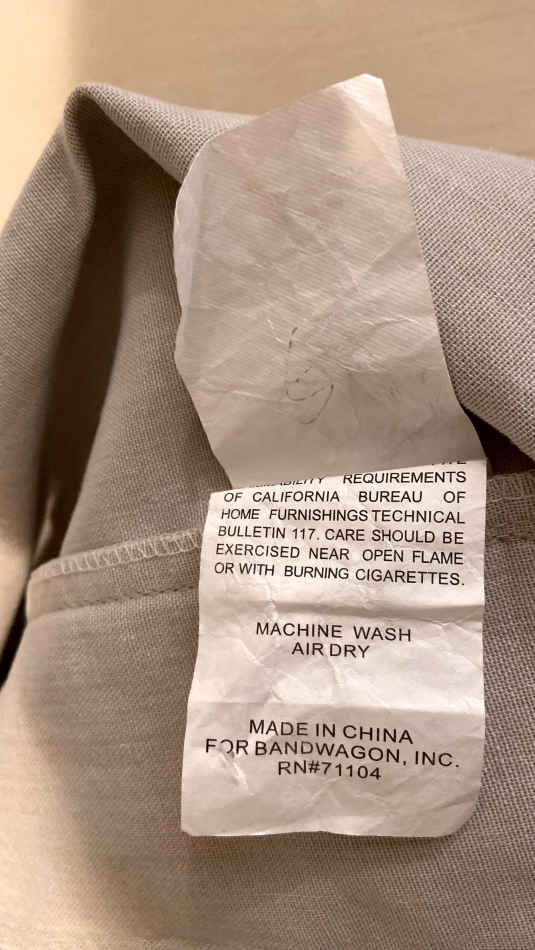 REQUIREMENTS
OF CALIFORNIA BUREAU OF
HOME FURNISHINGS TECHNICAL
BULLETIN 117. CARE SHOULD BE
EXERCISED NEAR OPEN FLAME
OR WITH BURNING CIGARETTES.
MACHINE WASH
AIR DRY
MADE IN CHINA
FOR BANDWAGON, INC.
RN#71104